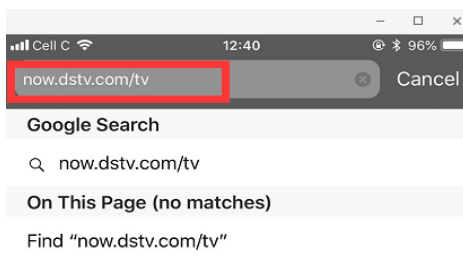 Cell C 12:40 96%
now.dstv.com/tv Cancel
Google Search
now.dstv.com/tv
On This Page (no matches)
Find “now.dstv.com/tv”